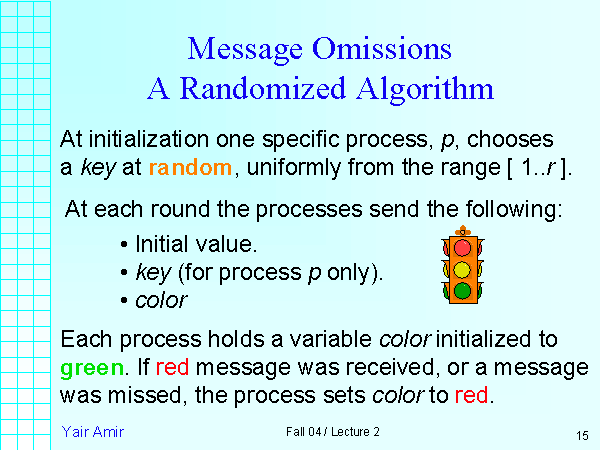 Message Omissions
A Randomized Algorithm
At initialization one specific process, p, chooses
a key at random, uniformly from the range [ 1..r ].
At each round the processes send the following:
• Initial value.
• key (for process p only).
• color
Each process holds a variable color initialized to
green. If red message was received, or a message
was missed, the process sets color to red.
Yair Amir
Fall 04 / Lecture 2
15